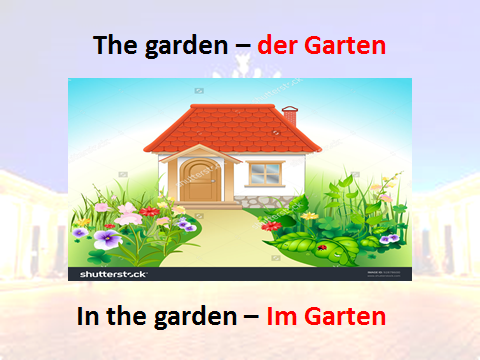 The garden – der Garten
shutterstock
In the garden – Im Garten